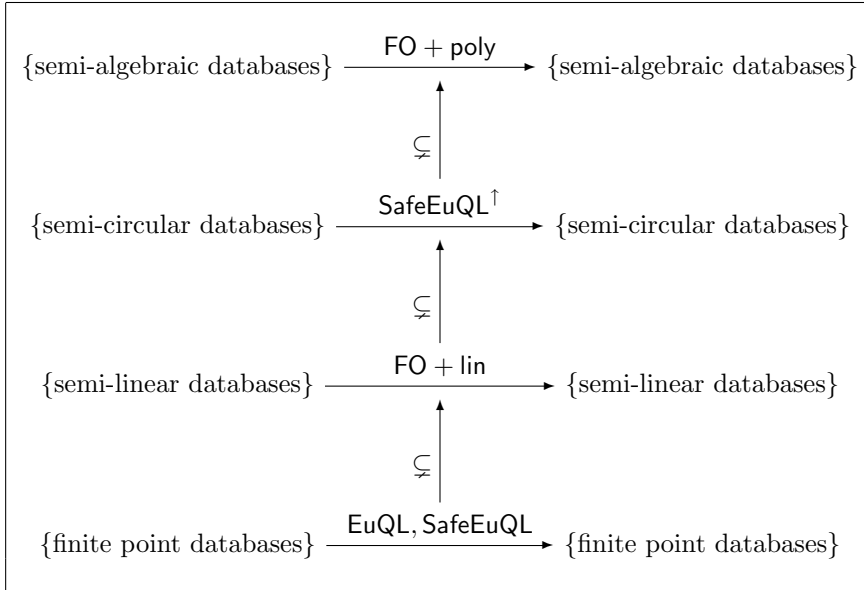 FO + poly
{semi-algebraic databases} {semi-algebraic databases}
⊊
SafeEuQL↑
{semi-circular databases} {semi-circular databases}
⊊
FO + lin
{semi-linear databases} {semi-linear databases}
⊊
EuQL, SafeEuQL
{finite point databases} {finite point databases}